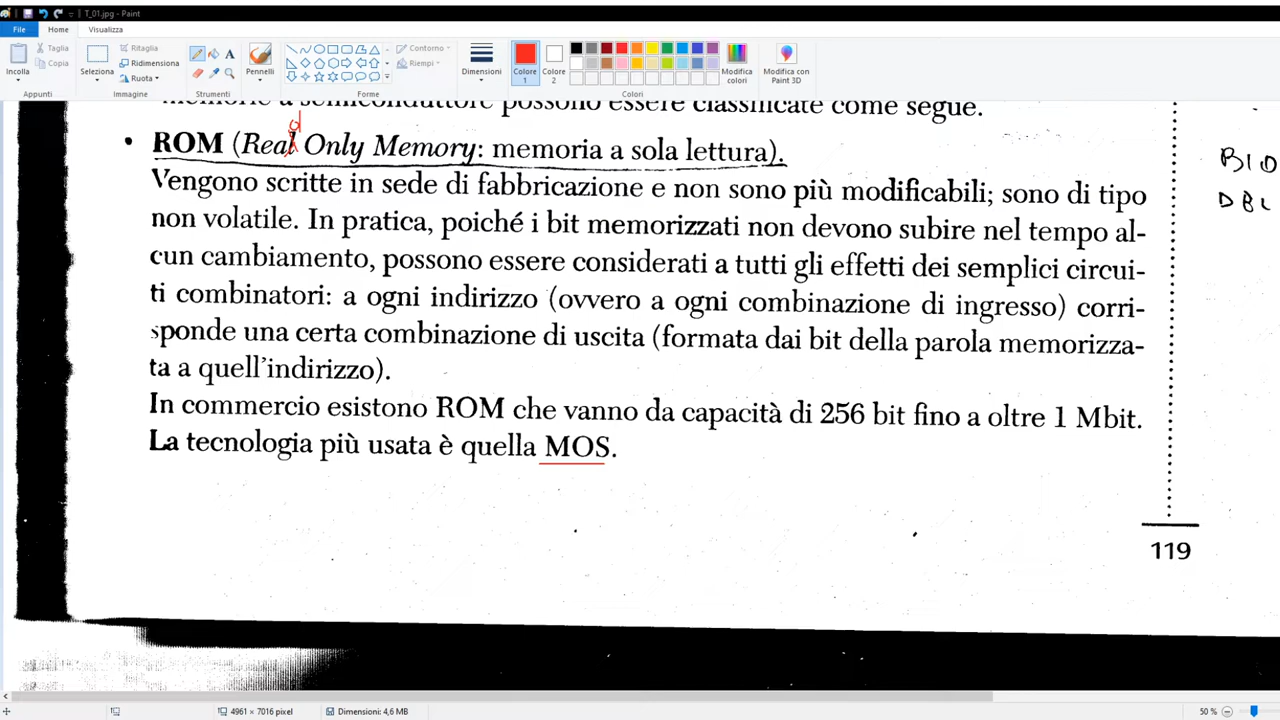 T_01.jpg - Paint
File Home Visualizza
Incolla
Taglia
Copia
Appunti
Seleziona
Ritaglia
Ridimensiona
Ruota
Immagine
Strumenti
Pennelli
Contorno
Riempi
Forme
Dimensioni
Colore 1
Colore 2
Modifica colori
Colori
Modifica con Paint 3D
memorie a semiconduttore possono essere classificate come segue.
d
• ROM (Real Only Memory: memoria a sola lettura).
Vengono scritte in sede di fabbricazione e non sono più modificabili; sono di tipo
non volatile. In pratica, poiché i bit memorizzati non devono subire nel tempo al-
cun cambiamento, possono essere considerati a tutti gli effetti dei semplici circui-
ti combinatori: a ogni indirizzo (ovvero a ogni combinazione di ingresso) corri-
sponde una certa combinazione di uscita (formata dai bit della parola memorizza-
ta a quell'indirizzo).
In commercio esistono ROM che vanno da capacità di 256 bit fino a oltre 1 Mbit.
La tecnologia più usata è quella MOS.
119
BIO
4961 × 7016 pixel
Dimensioni: 4,6 MB
50 %